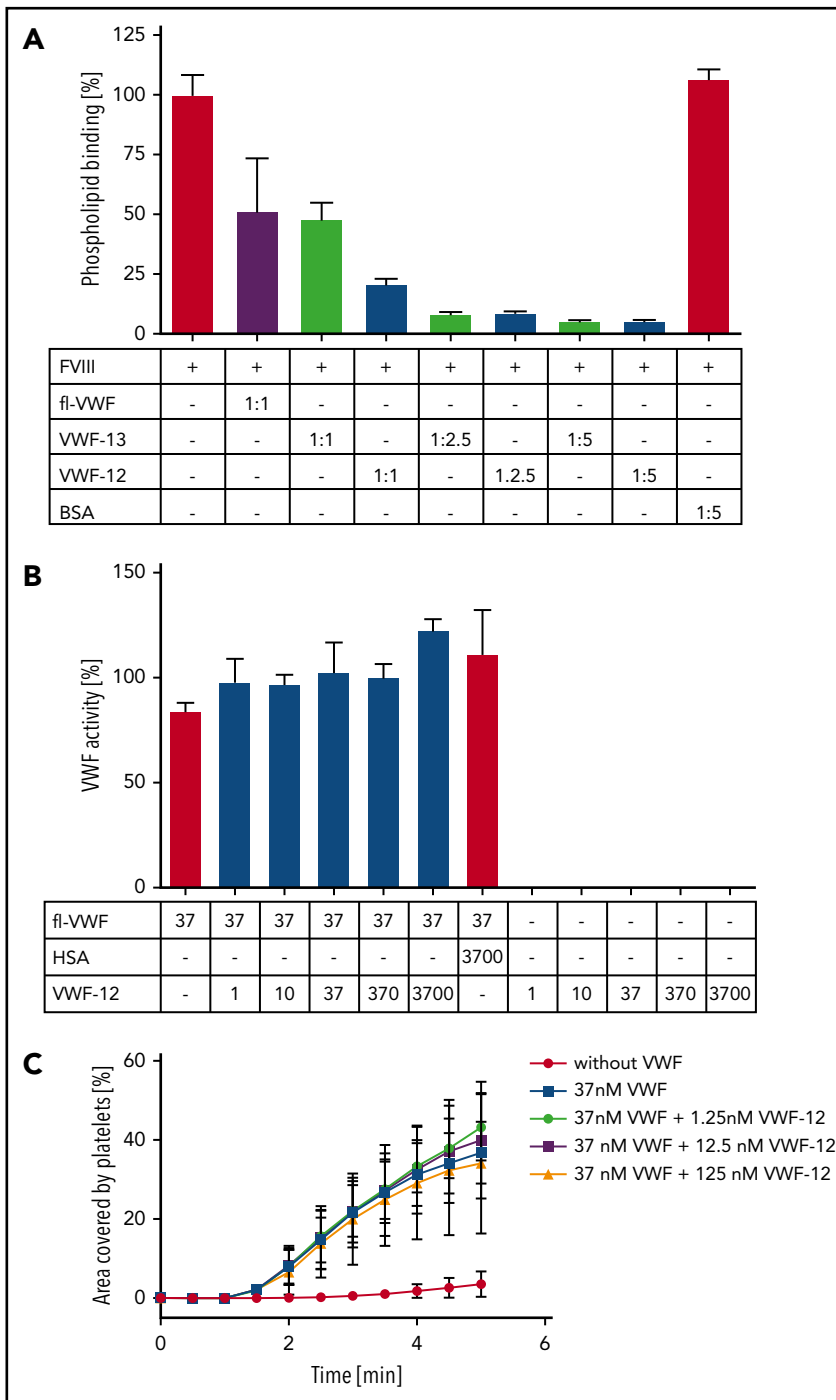 A
Phospholipid binding [%]
125
100
75
50
25
0
FVIII + + + + + + + + +
fl-VWF - 1:1 - - - - - - -
VWF-13 - - 1:1 - 1:2.5 - 1:5 - -
VWF-12 - - - 1:1 - 1.2.5 - 1:5 -
BSA - - - - - - - - 1:5
B
VWF activity [%]
150
100
50
0
fl-VWF 37 37 37 37 37 37 37 - - - - -
HSA - - - - - - 3700 - - - - -
VWF-12 - 1 10 37 370 3700 - 1 10 37 370 3700
C
Area covered by platelets [%]
60
40
20
0
0 2 4 6
Time [min]
without VWF
37nM VWF
37nM VWF + 1.25nM VWF-12
37 nM VWF + 12.5 nM VWF-12
37 nM VWF + 125 nM VWF-12